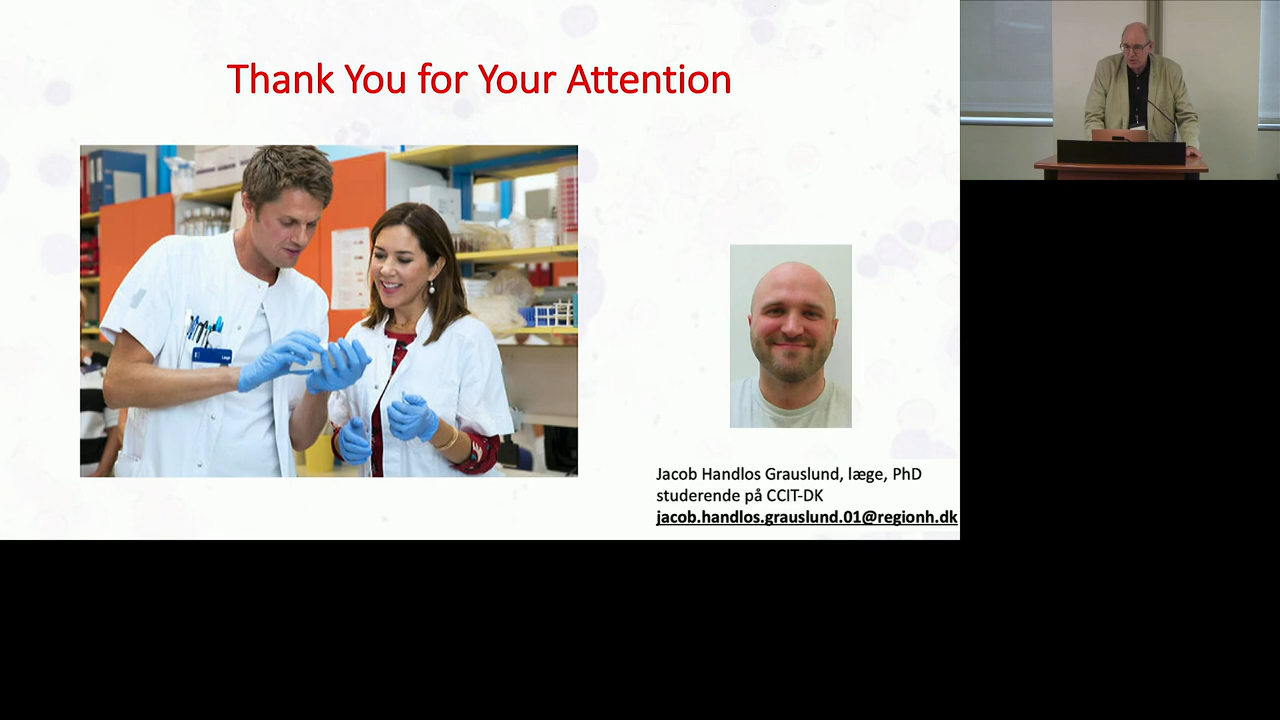 Thank You for Your Attention
Jacob Handlos Grauslund, læge, PhD
studerende på CCIT-DK
jacob.handlos.grauslund.01@regionh.dk